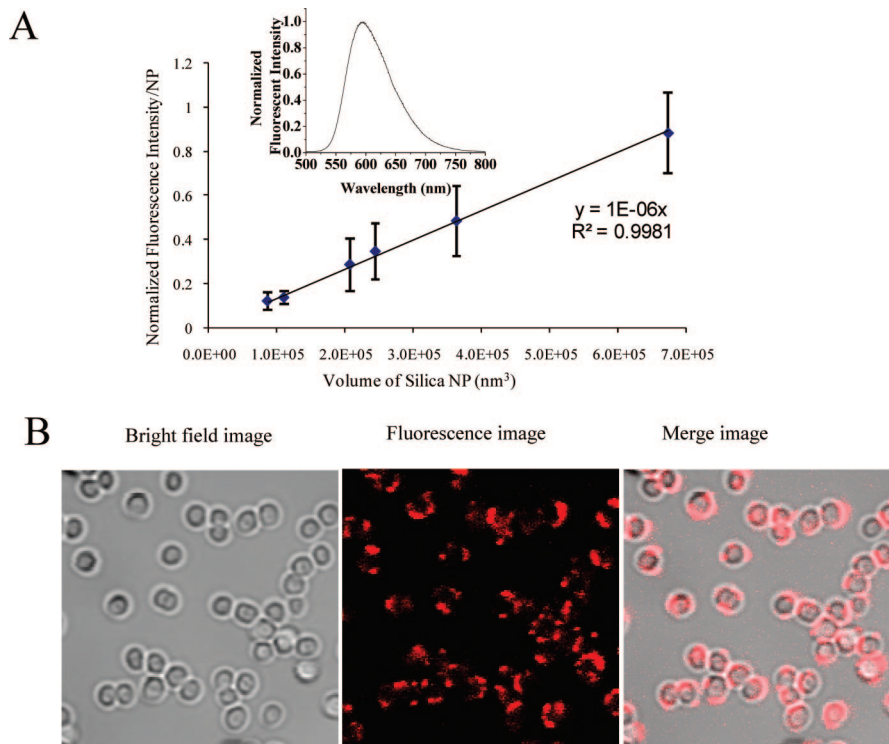 A
Normalized Fluorescence Intensity/NP
1.2
1
0.8
0.6
0.4
0.2
0
0.0E+00 1.0E+05 2.0E+05 3.0E+05 4.0E+05 5.0E+05 6.0E+05 7.0E+05
Volume of Silica NP (nm³)
Normalized
Fluorescent Intensity
1.0
0.8
0.6
0.4
0.2
0.0
500 550 600 650 700 750 800
Wavelength (nm)
y = 1E-06x
R² = 0.9981
B
Bright field image Fluorescence image Merge image